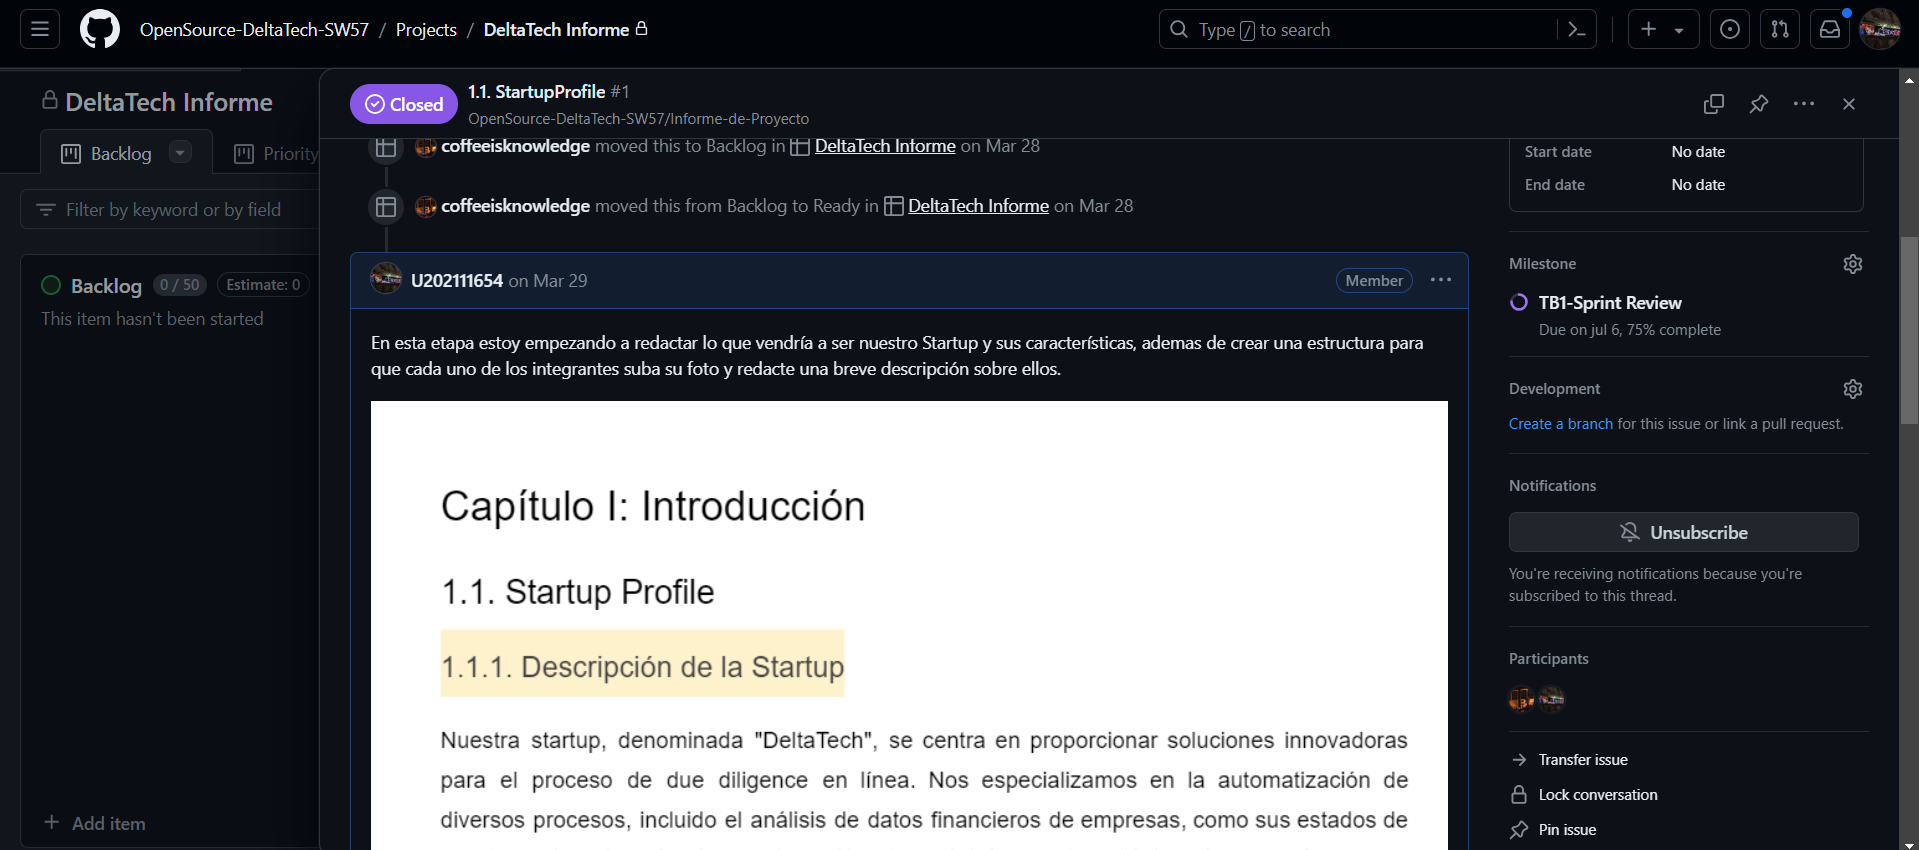 OpenSource-DeltaTech-SW57 / Projects / DeltaTech Informe
Type / to search
DeltaTech Informe
Backlog
Priority
Filter by keyword or by field
Backlog 0 / 50 Estimate: 0
This item hasn't been started
+ Add item
Closed
1.1. StartupProfile #1
OpenSource-DeltaTech-SW57/Informe-de-Proyecto
coffeeisknowledge moved this to Backlog in DeltaTech Informe on Mar 28
coffeeisknowledge moved this from Backlog to Ready in DeltaTech Informe on Mar 28
U202111654 on Mar 29
Member
En esta etapa estoy empezando a redactar lo que vendría a ser nuestro Startup y sus características, ademas de crear una estructura para
que cada uno de los integrantes suba su foto y redacte una breve descripción sobre ellos.
Capítulo I: Introducción
1.1. Startup Profile
1.1.1. Descripción de la Startup
Nuestra startup, denominada "DeltaTech", se centra en proporcionar soluciones innovadoras
para el proceso de due diligence en línea. Nos especializamos en la automatización de
diversos procesos, incluido el análisis de datos financieros de empresas, como sus estados de
Start date No date
End date No date
Milestone
TB1-Sprint Review
Due on jul 6, 75% complete
Development
Create a branch for this issue or link a pull request.
Notifications
Unsubscribe
You're receiving notifications because you're
subscribed to this thread.
Participants
Transfer issue
Lock conversation
Pin issue